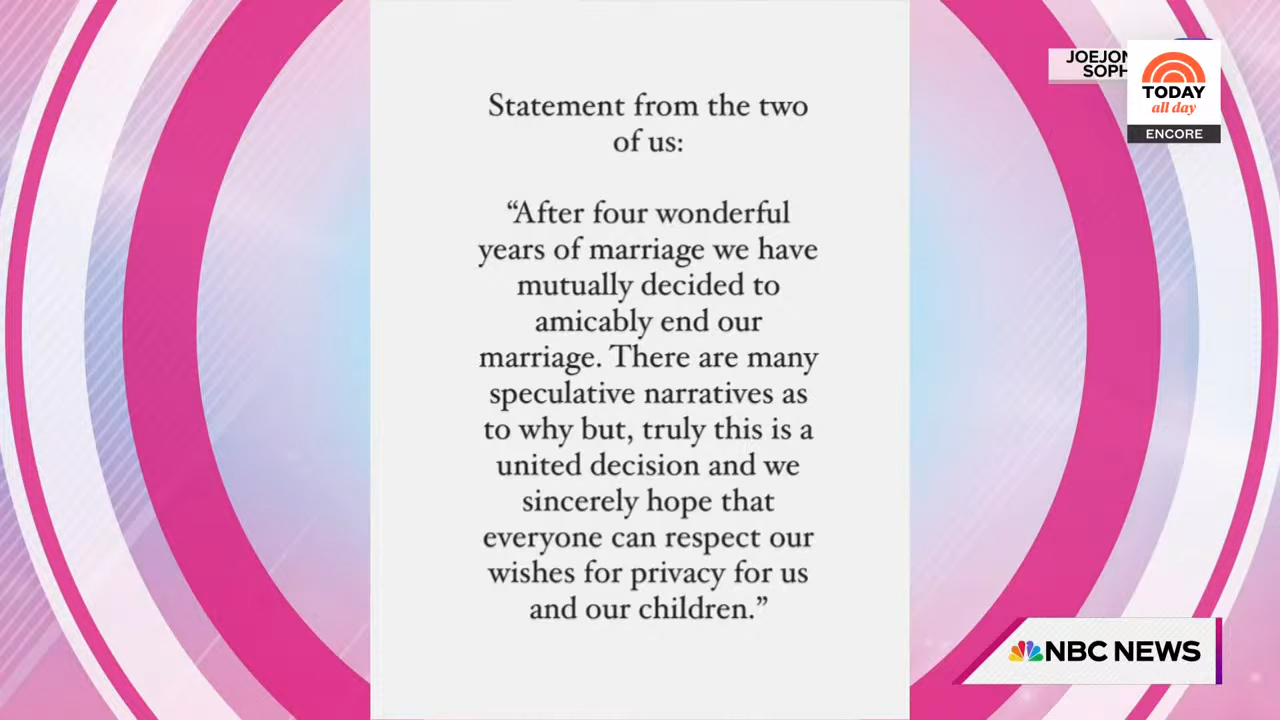 Statement from the two
of us:
“After four wonderful
years of marriage we have
mutually decided to
amicably end our
marriage. There are many
speculative narratives as
to why but, truly this is a
united decision and we
sincerely hope that
everyone can respect our
wishes for privacy for us
and our children.”
TODAY
all day
ENCORE
NBC NEWS